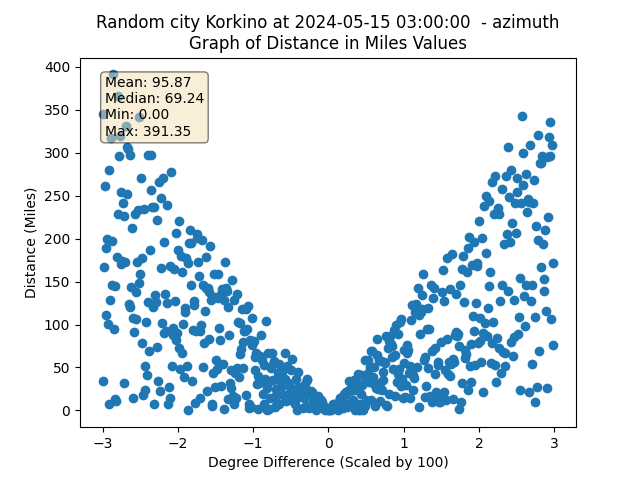 Random city Korkino at 2024-05-15 03:00:00  - azimuth
Graph of Distance in Miles Values
400
350
300
250
200
150
100
50
0
Distance (Miles)
Mean: 95.87
Median: 69.24
Min: 0.00
Max: 391.35
−3
−2
−1
0
1
2
3
Degree Difference (Scaled by 100)